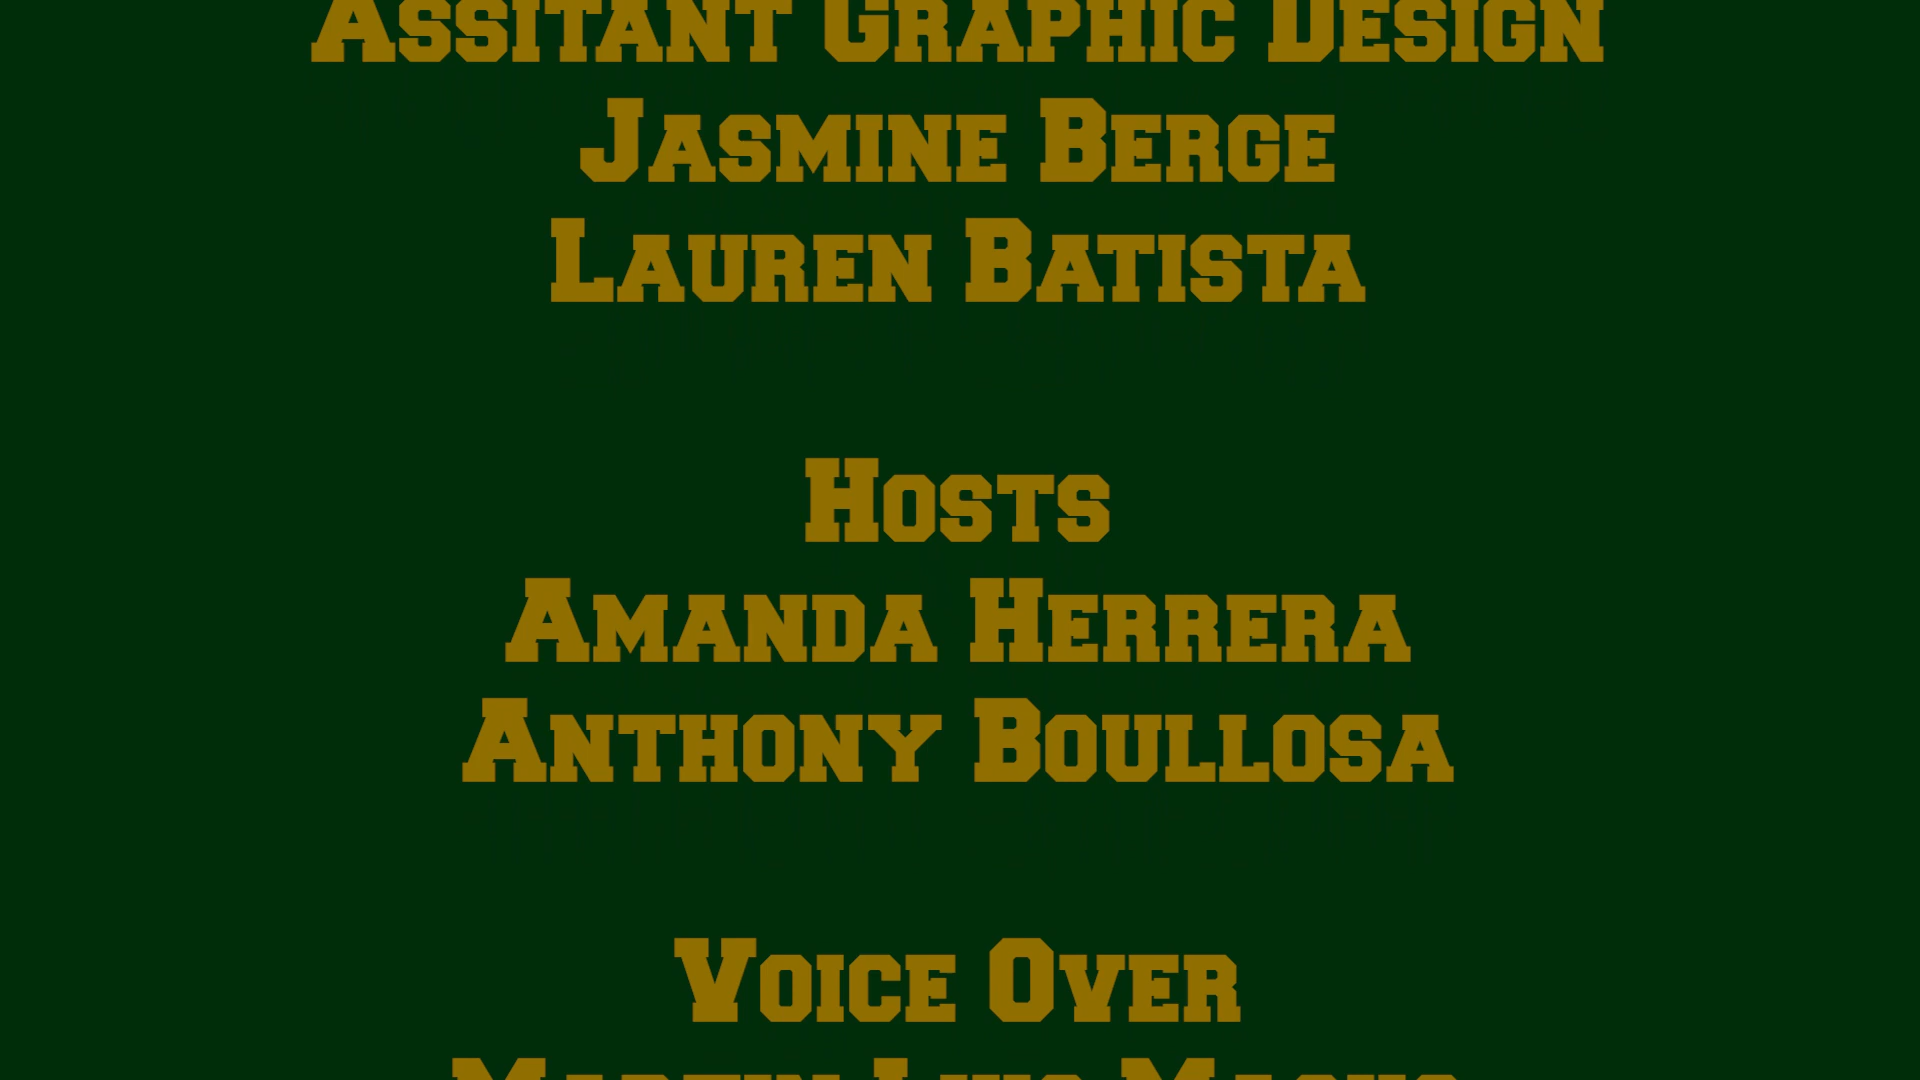 Assitant Graphic Design
Jasmine Berge
Lauren Batista
Hosts
Amanda Herrera
Anthony Boullosa
Voice Over